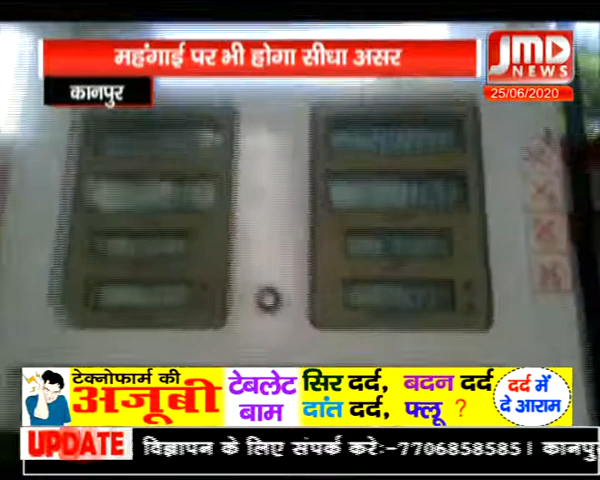 महंगाई पर भी होगा सीधा असर
JMD
NEWS
कानपुर
25/06/2020
टेक्नोफार्म की
अजूबी
टेबलेट
बाम
सिर दर्द, बदन दर्द
दांत दर्द, फ्लू ?
दर्द में
दे आराम
UPDATE
विज्ञापन के लिए संपर्क करे:-7706858585। कानपु